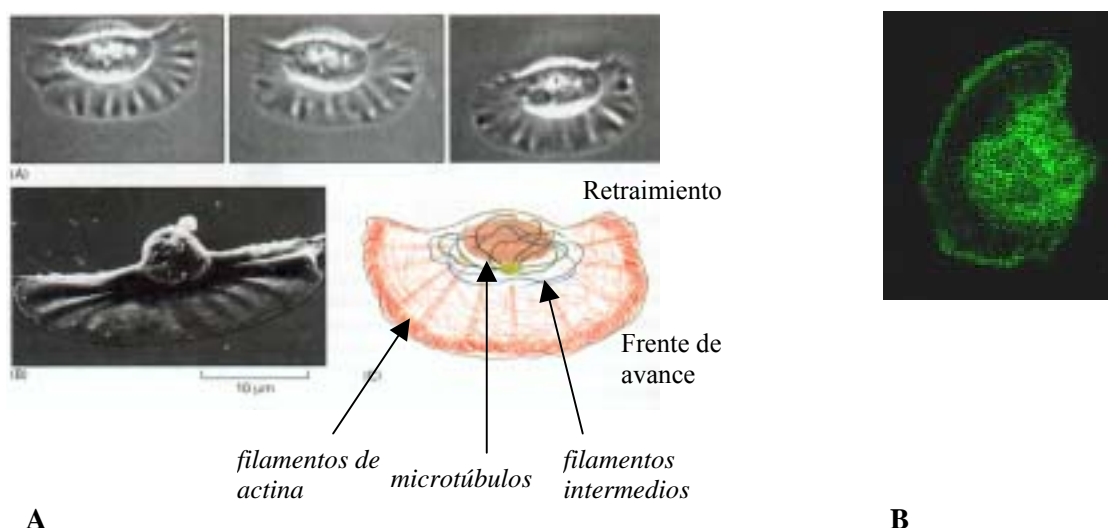 (A)
Retraimiento
Frente de
avance
(B)
10 µm
(C)
filamentos de
actina
microtúbulos
filamentos
intermedios
A
B